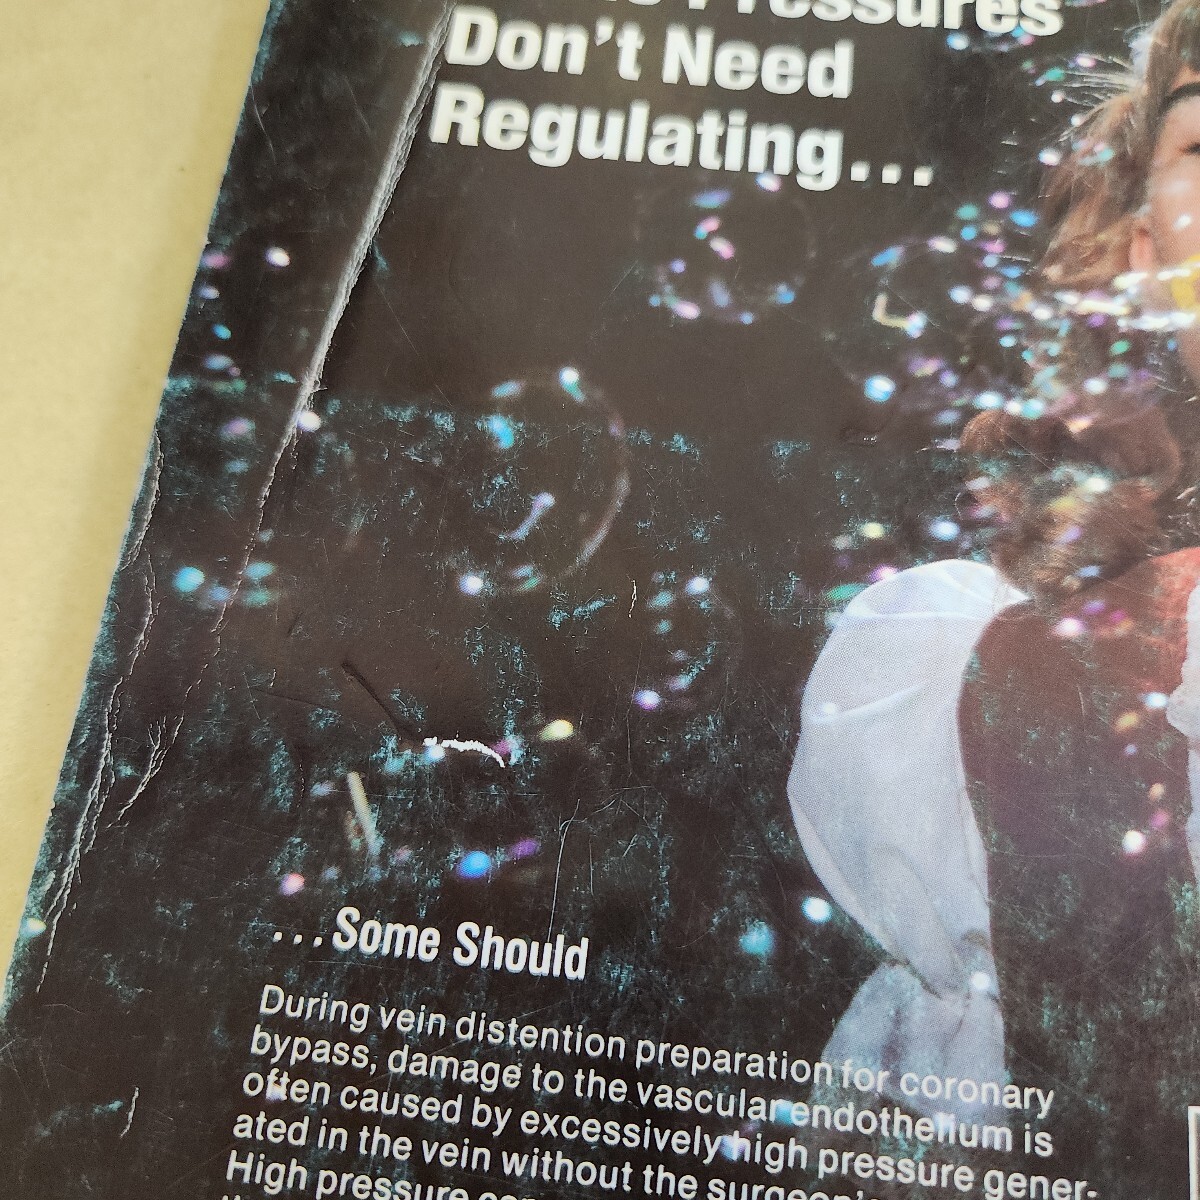 Pressures
Don't Need
Regulating...
...Some Should
During vein distention preparation for coronary
bypass, damage to the vascular endothelium is
often caused by excessively high pressure gener-
ated in the vein without the surgeon's
High pressure